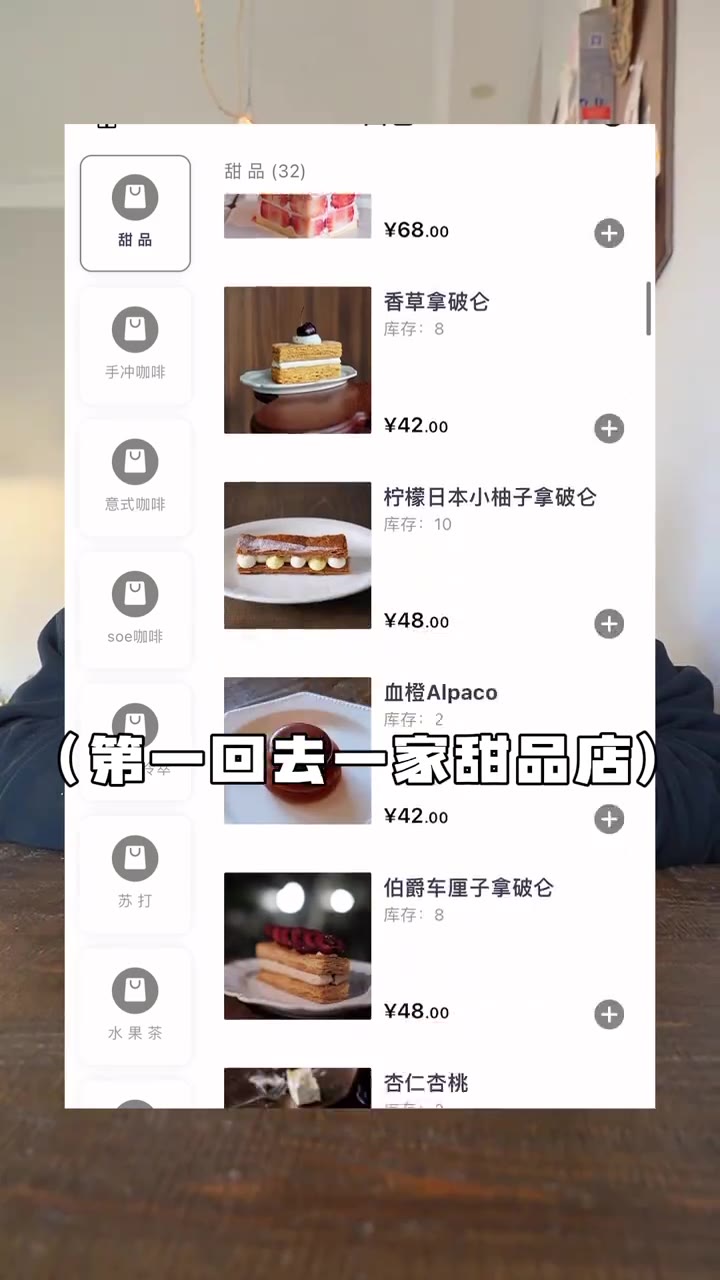 甜品 (32)
甜品
¥68.00
香草拿破仑
库存：8
手冲咖啡
¥42.00
意式咖啡
柠檬日本小柚子拿破仑
库存：10
soe咖啡
¥48.00
血橙Alpaco
库存：2
（第一回去一家甜品店）
¥42.00
苏打
伯爵车厘子拿破仑
库存：8
水果茶
¥48.00
杏仁杏桃